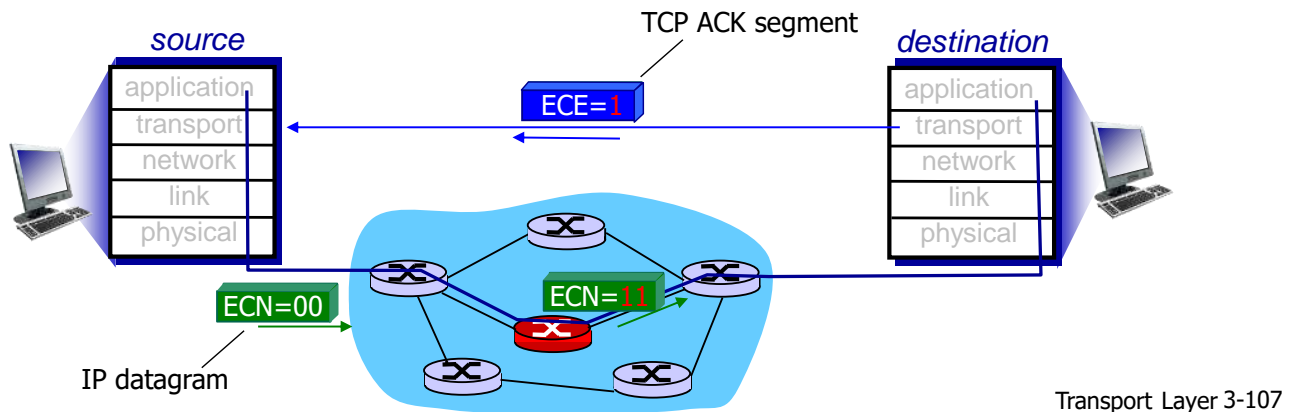 TCP ACK segment
source
destination
application
transport
network
link
physical
ECE=1
application
transport
network
link
physical
ECN=00
ECN=11
IP datagram
Transport Layer 3-107